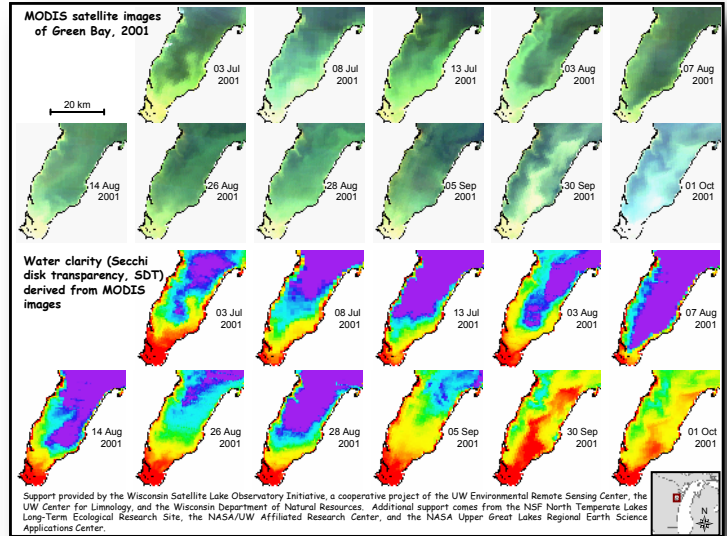 MODIS satellite images
of Green Bay, 2001
20 km
03 Jul
2001
08 Jul
2001
13 Jul
2001
03 Aug
2001
07 Aug
2001
14 Aug
2001
26 Aug
2001
28 Aug
2001
05 Sep
2001
30 Sep
2001
01 Oct
2001
Water clarity (Secchi
disk transparency, SDT)
derived from MODIS
images
03 Jul
2001
08 Jul
2001
13 Jul
2001
03 Aug
2001
07 Aug
2001
14 Aug
2001
26 Aug
2001
28 Aug
2001
05 Sep
2001
30 Sep
2001
01 Oct
2001
Support provided by the Wisconsin Satellite Lake Observatory Initiative, a cooperative project of the UW Environmental Remote Sensing Center, the
UW Center for Limnology, and the Wisconsin Department of Natural Resources. Additional support comes from the NSF North Temperate Lakes
Long-Term Ecological Research Site, the NASA/UW Affiliated Research Center, and the NASA Upper Great Lakes Regional Earth Science
Applications Center.
N